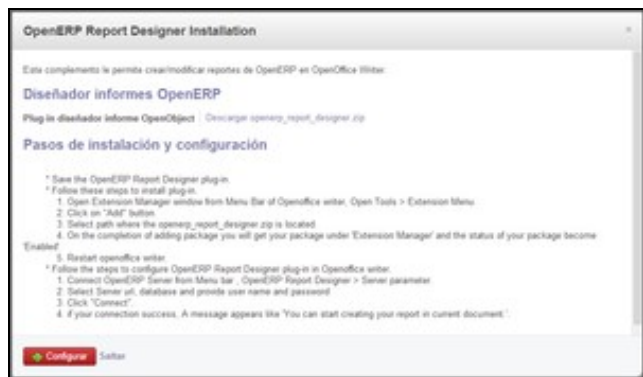 OpenERP Report Designer Installation
Este complemento le permite crear/modificar reportes de OpenERP en OpenOffice Writer.
Diseñador informes OpenERP
Plug-in diseñador informe OpenObject Descargar openerp_report_designer.zip
Pasos de instalación y configuración
* Save the OpenERP Report Designer plug-in.
* Follow these steps to install plug-in.
1. Open Extension Manager window from Menu Bar of Openoffice writer, Open Tools > Extension Menu.
2. Click on "Add" button.
3. Select path where the openerp_report_designer.zip is located.
4. On the completion of adding package you will get your package under 'Extension Manager' and the status of your package become
'Enabled'
5. Restart openoffice writer.
* Follow the steps to configure OpenERP Report Designer plug-in in Openoffice writer.
1. Connect OpenERP Server from Menu bar , OpenERP Report Designer > Server parameter.
2. Select Server url, database and provide user name and password
3. Click "Connect".
4. if your connection success, A message appears like 'You can start creating your report in current document.'.
Configurar Saltar